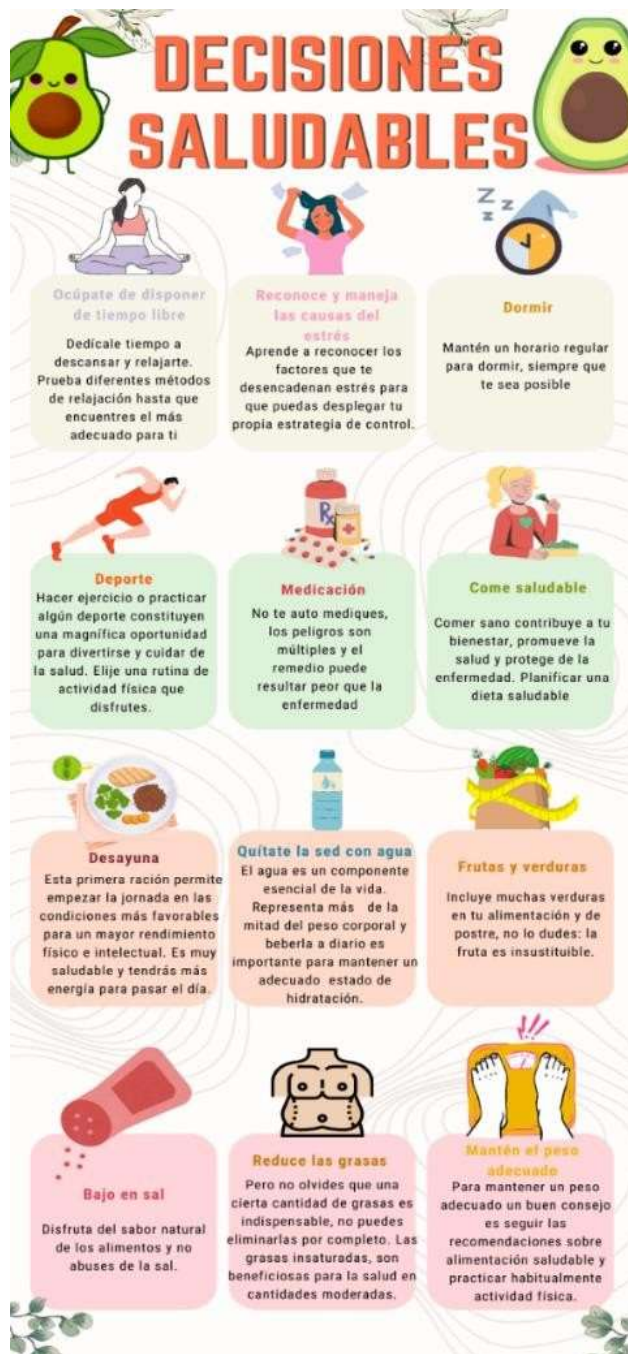 DECISIONES
SALUDABLES
Z
Z
Z
Ocúpate de disponer
de tiempo libre
Dedícale tiempo a
descansar y relajarte.
Prueba diferentes métodos
de relajación hasta que
encuentres el más
adecuado para ti
Reconoce y maneja
las causas del
estrés
Aprende a reconocer los
factores que te
desencadenan estrés para
que puedas desplegar tu
propia estrategia de control.
Dormir
Mantén un horario regular
para dormir, siempre que
te sea posible
Deporte
Hacer ejercicio o practicar
algún deporte constituyen
una magnífica oportunidad
para divertirse y cuidar de
la salud. Elije una rutina de
actividad física que
disfrutes.
Rx
Medicación
No te auto mediques,
los peligros son
múltiples y el
remedio puede
resultar peor que la
enfermedad
Come saludable
Comer sano contribuye a tu
bienestar, promueve la
salud y protege de la
enfermedad. Planificar una
dieta saludable
Desayuna
Esta primera ración permite
empezar la jornada en las
condiciones más favorables
para un mayor rendimiento
físico e intelectual. Es muy
saludable y tendrás más
energía para pasar el día.
Quítate la sed con agua
El agua es un componente
esencial de la vida.
Representa más de la
mitad del peso corporal y
beberla a diario es
importante para mantener un
adecuado estado de
hidratación.
Frutas y verduras
Incluye muchas verduras
en tu alimentación y de
postre, no lo dudes: la
fruta es insustituible.
Bajo en sal
Disfruta del sabor natural
de los alimentos y no
abuses de la sal.
Reduce las grasas
Pero no olvides que una
cierta cantidad de grasas es
indispensable, no puedes
eliminarlas por completo. Las
grasas insaturadas, son
beneficiosas para la salud en
cantidades moderadas.
Mantén el peso
adecuado
Para mantener un peso
adecuado un buen consejo
es seguir las
recomendaciones sobre
alimentación saludable y
practicar habitualmente
actividad física.